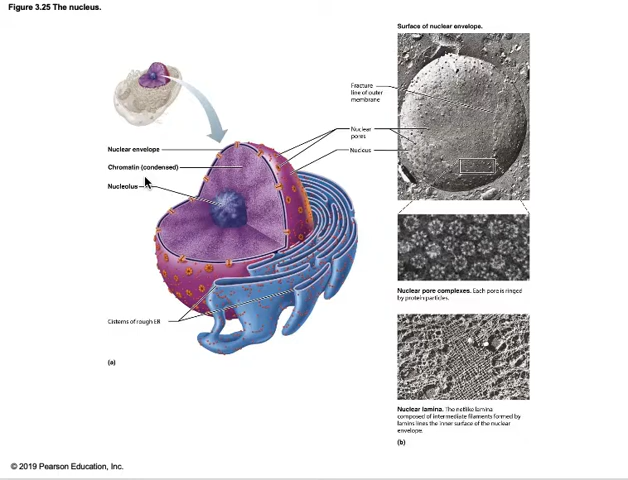 Figure 3.25 The nucleus.
Surface of nuclear envelope.
Fracture
line of outer
membrane
Nuclear
pores
Nucleus
Nuclear envelope
Chromatin (condensed)
Nucleolus
Nuclear pore complexes. Each pore is ringed
by protein particles.
Cisterns of rough ER
(a)
Nuclear lamina. The netlike lamina
composed of intermediate filaments formed by
lamins lines the inner surface of the nuclear
envelope.
(b)
© 2019 Pearson Education, Inc.